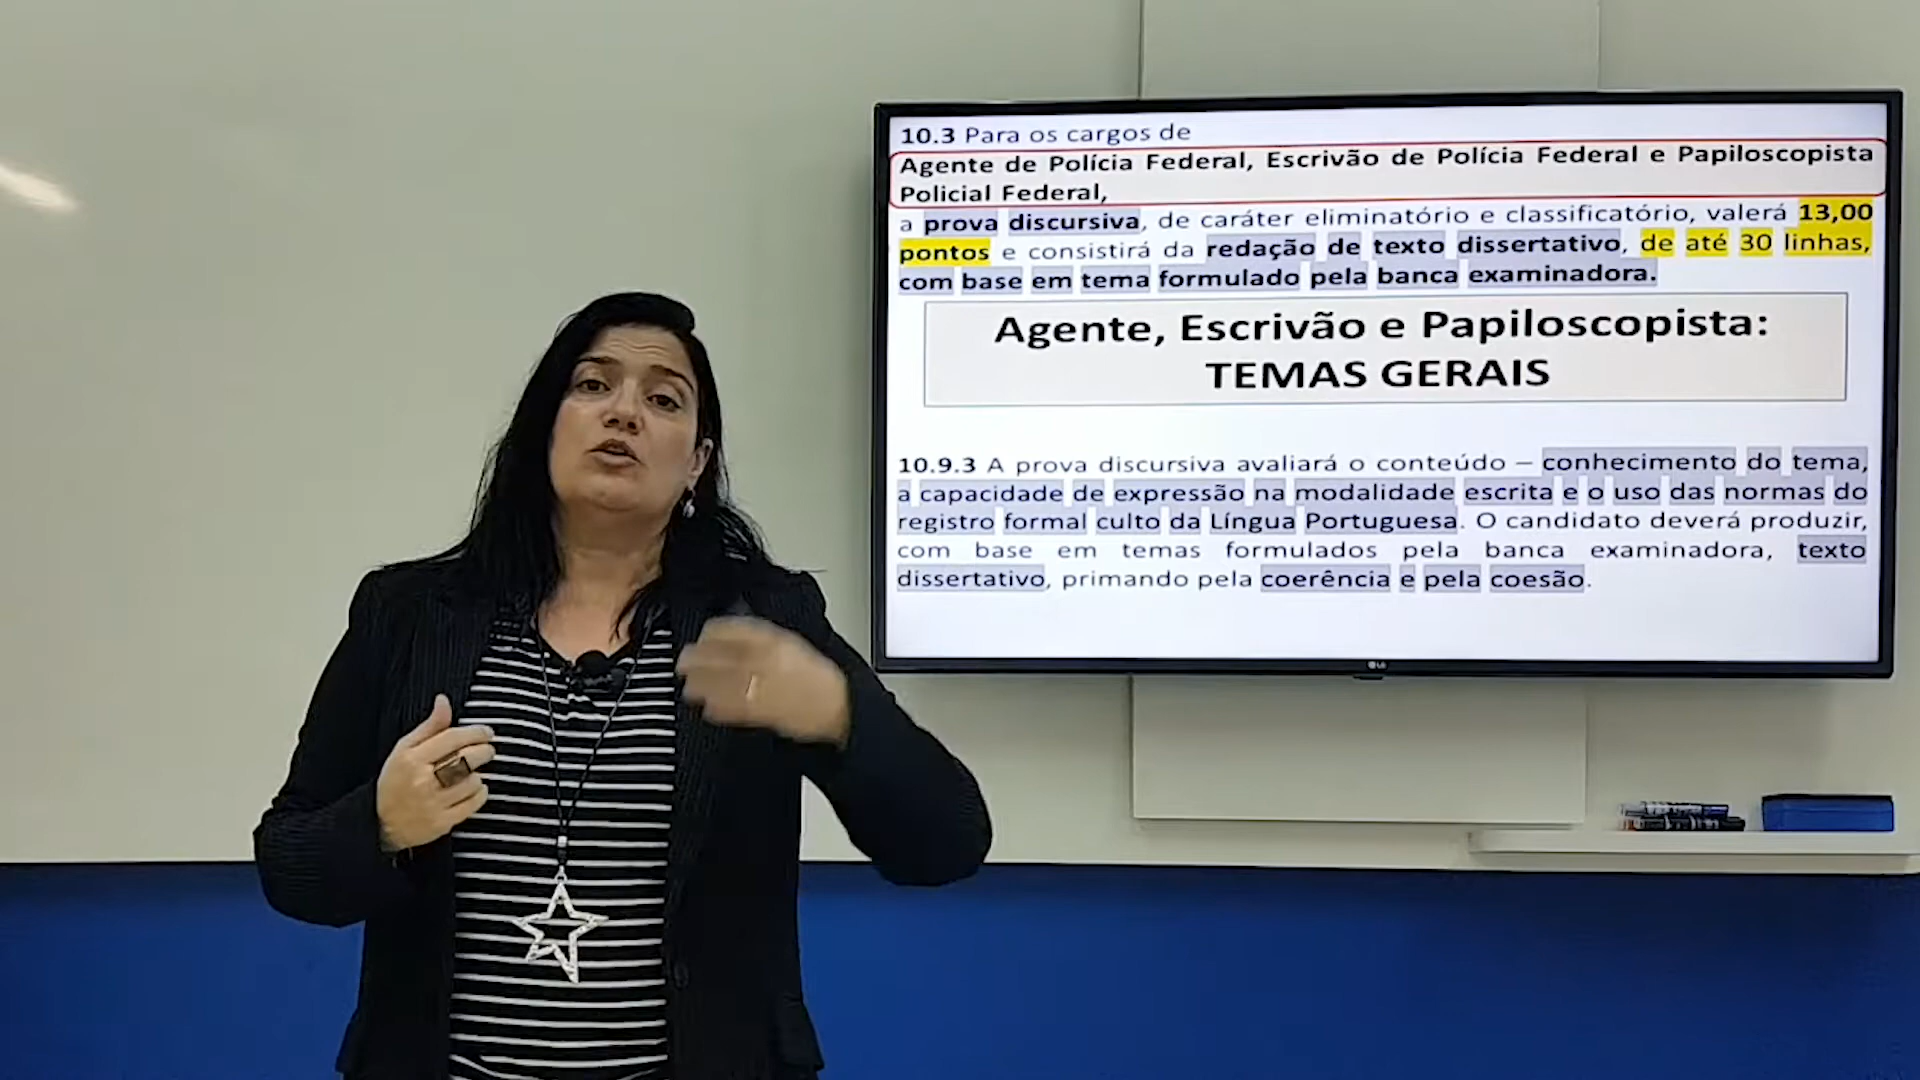 10.3 Para os cargos de
Agente de Polícia Federal, Escrivão de Polícia Federal e Papiloscopista
Policial Federal,
a prova discursiva, de caráter eliminatório e classificatório, valerá 13,00
pontos e consistirá da redação de texto dissertativo, de até 30 linhas,
com base em tema formulado pela banca examinadora.
Agente, Escrivão e Papiloscopista:
TEMAS GERAIS
10.9.3 A prova discursiva avaliará o conteúdo – conhecimento do tema,
a capacidade de expressão na modalidade escrita e o uso das normas do
registro formal culto da Língua Portuguesa. O candidato deverá produzir,
com base em temas formulados pela banca examinadora, texto
dissertativo, primando pela coerência e pela coesão.
LG